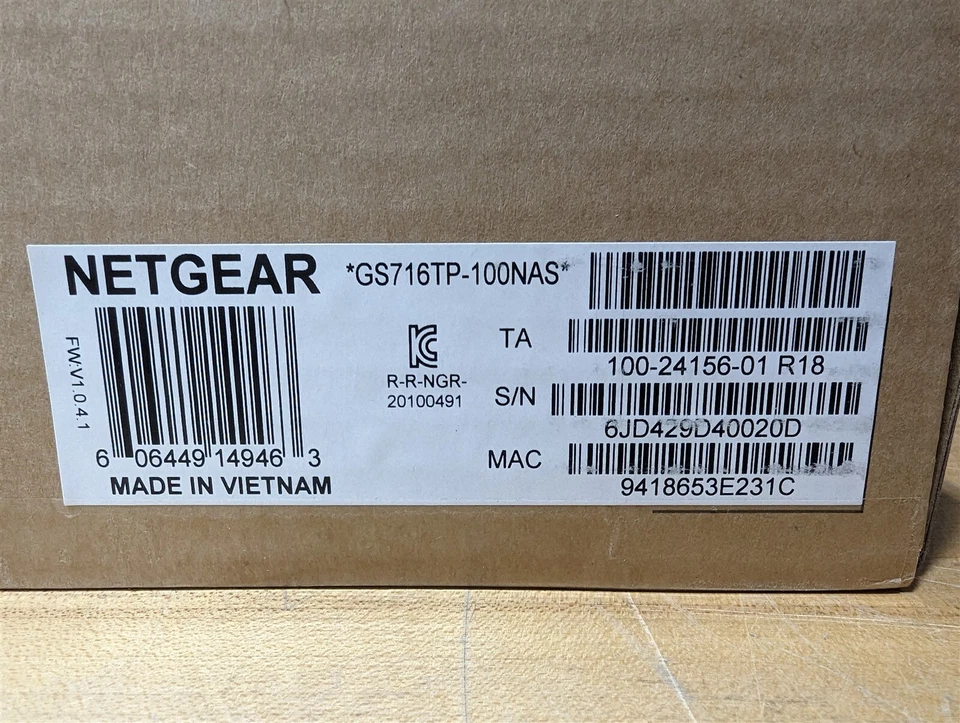 NETGEAR
*GS716TP-100NAS*
FW:V1.0.4.1
6 06449 14946 3
MADE IN VIETNAM
R-R-NGR-
20100491
TA
100-24156-01 R18
S/N
6JD429D40020D
MAC
9418653E231C